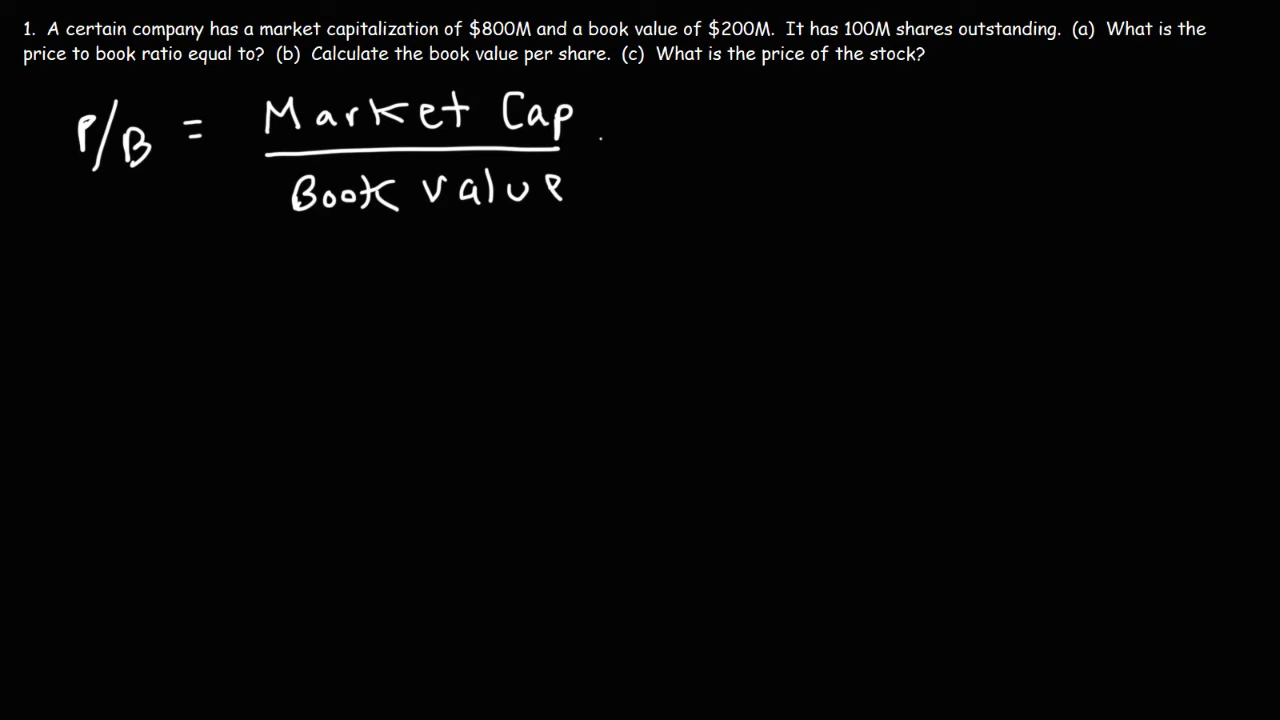 1. A certain company has a market capitalization of $800M and a book value of $200M. It has 100M shares outstanding. (a) What is the
price to book ratio equal to? (b) Calculate the book value per share. (c) What is the price of the stock?
P/B = Market Cap
Book value